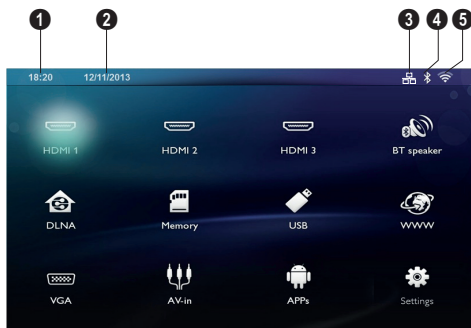 1 2 3 4 5
18:20 12/11/2013
HDMI 1 HDMI 2 HDMI 3 BT speaker
DLNA Memory USB WWW
VGA AV-in APPs Settings